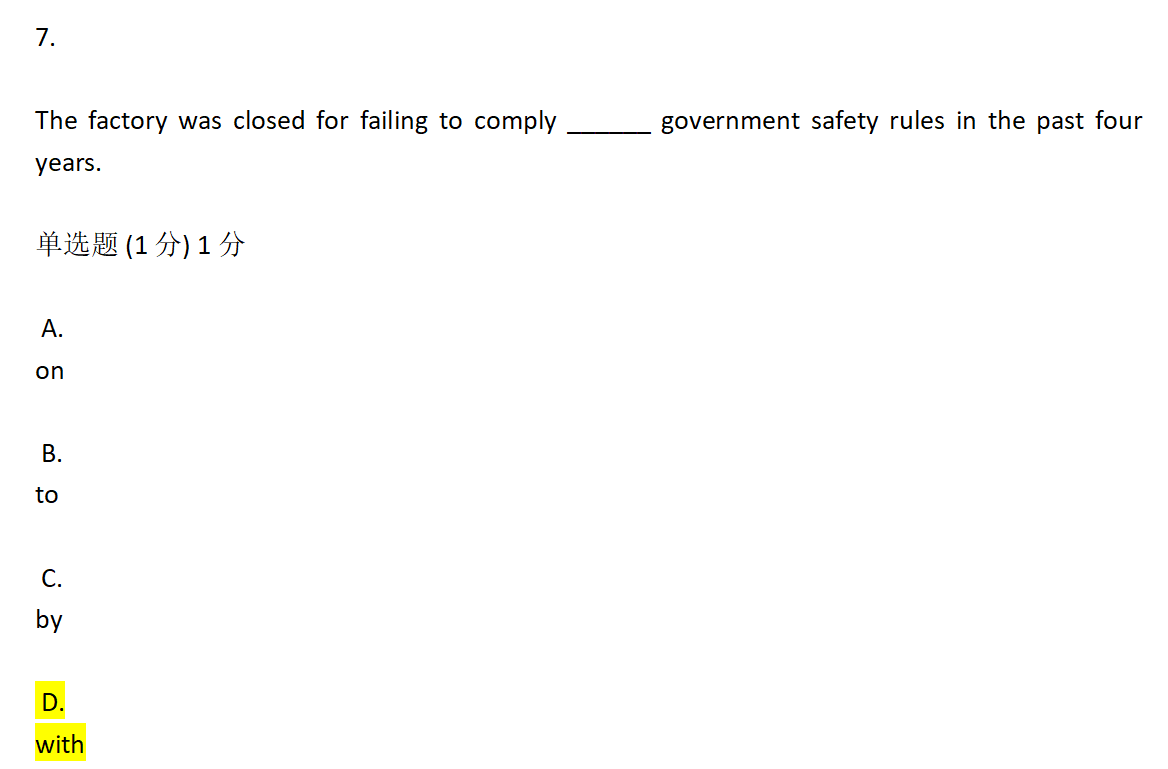 7.
The factory was closed for failing to comply ______ government safety rules in the past four
years.
单选题 (1 分) 1 分
A.
on
B.
to
C.
by
D.
with